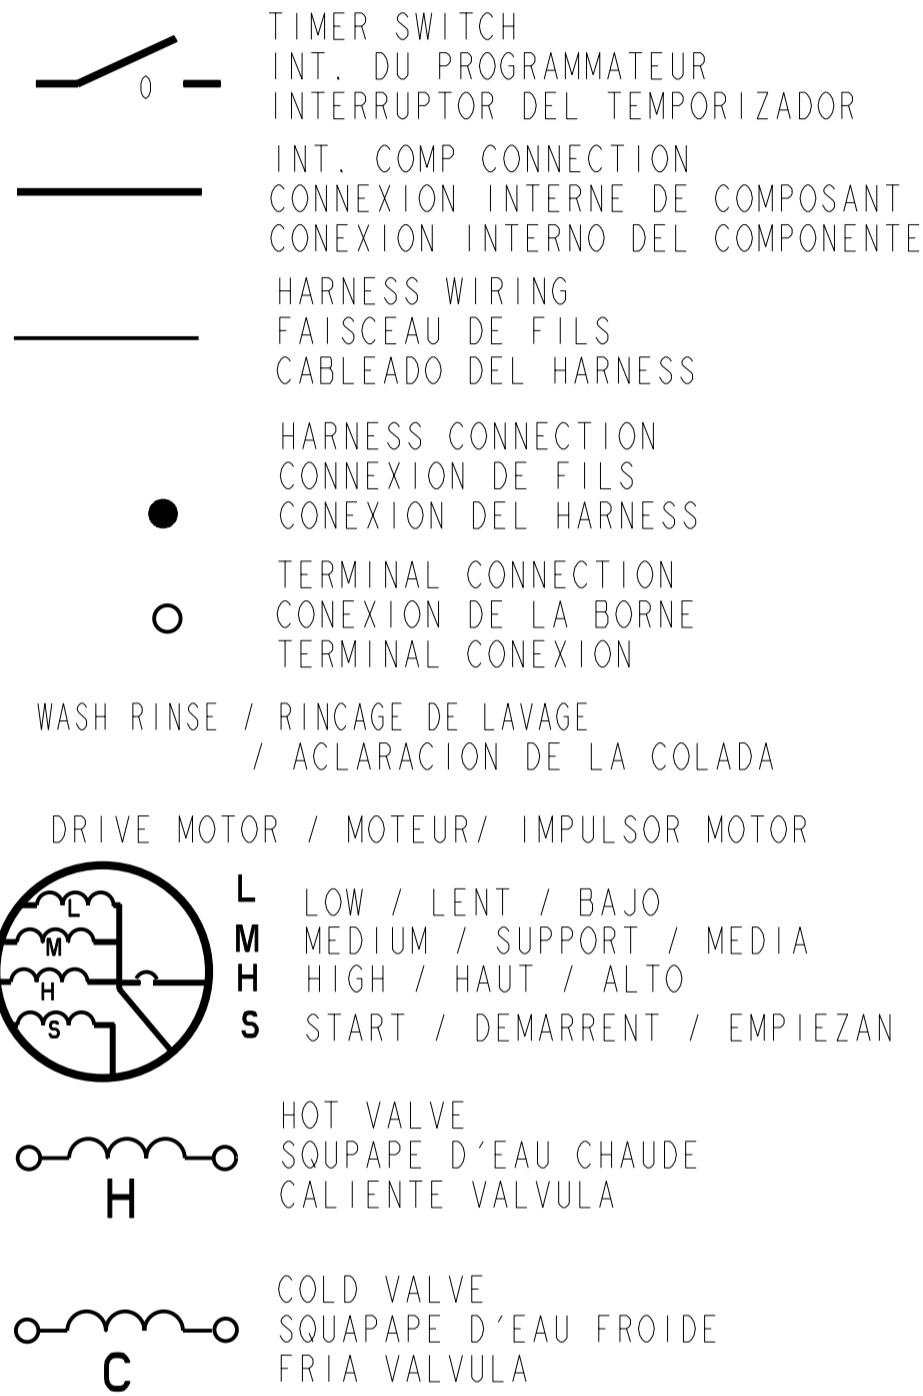 TIMER SWITCH
INT. DU PROGRAMMATEUR
0
INTERRUPTOR DEL TEMPORIZADOR
INT. COMP CONNECTION
CONNEXION INTERNE DE COMPOSANT
CONEXION INTERNO DEL COMPONENTE
HARNESS WIRING
FAISCEAU DE FILS
CABLEADO DEL HARNESS
HARNESS CONNECTION
CONNEXION DE FILS
CONEXION DEL HARNESS
TERMINAL CONNECTION
CONEXION DE LA BORNE
TERMINAL CONEXION
WASH RINSE / RINCAGE DE LAVAGE
/ ACLARACION DE LA COLADA
DRIVE MOTOR / MOTEUR/ IMPULSOR MOTOR
L
M
H
S
L LOW / LENT / BAJO
M MEDIUM / SUPPORT / MEDIA
H HIGH / HAUT / ALTO
S START / DEMARRENT / EMPIEZAN
HOT VALVE
SQUPAPE D'EAU CHAUDE
CALIENTE VALVULA
H
COLD VALVE
SQUAPAPE D'EAU FROIDE
FRIA VALVULA
C